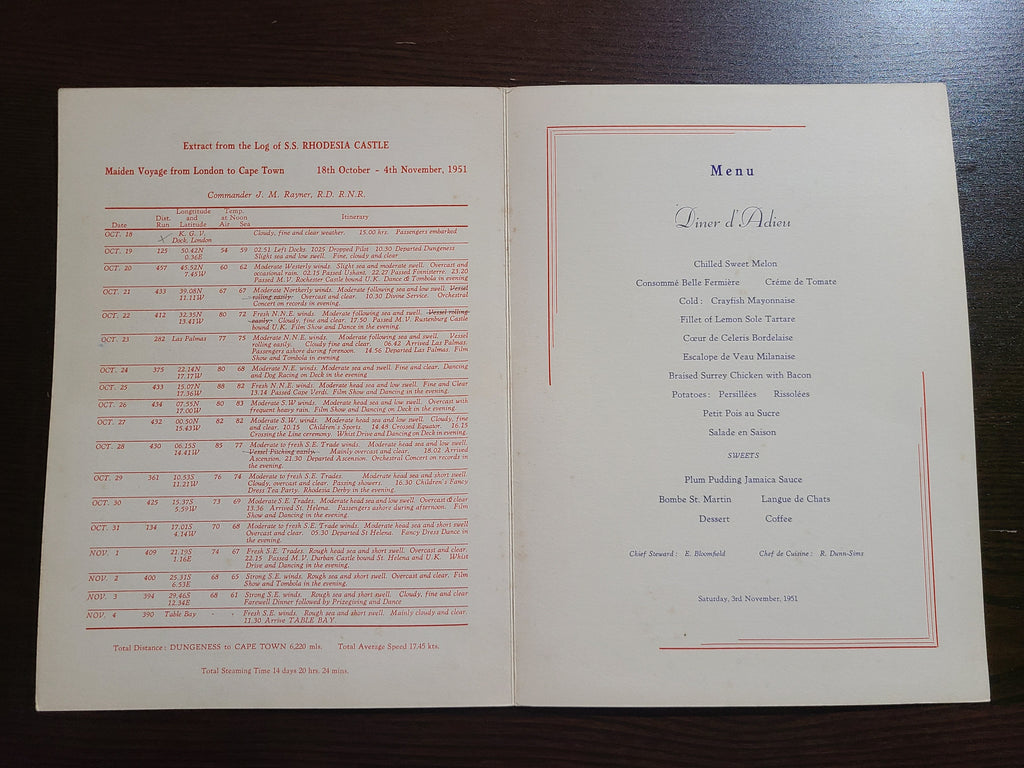 Extract from the Log of S.S. RHODESIA CASTLE
Maiden Voyage from London to Cape Town 18th October - 4th November, 1951
Commander J. M. Rayner, R.D. R.N.R.
Date Dist. Run Longtitude and Latitude Temp. at Noon Air Sea Itinerary
OCT. 18 K. G. V. Dock, London Cloudy, fine and clear weather. 15.00 hrs. Passengers embarked
OCT. 19 125 50.42N 0.36E 54 59 02.51 Left Docks. 1025 Dropped Pilot 10.30 Departed Dungeness
Slight sea and low swell. Fine, cloudy and clear
OCT. 20 457 45.52N 7.45W 60 62 Moderate Westerly winds. Slight sea and moderate swell. Overcast and
occasional rain. 02.15 Passed Ushant. 22.27 Passed Finnisterre. 23.20
Passed M.V. Rochester Castle bound U.K. Dance & Tombola in evening
OCT. 21 433 39.08N 11.11W 67 67 Moderate Northerly winds. Moderate following sea and swell. Vessel
rolling easily. Overcast and clear. 10.30 Divine Service. Orchestral
Concert on records in evening.
OCT. 22 412 32.35N 13.41W 80 72 Fresh N.N.E. winds. Moderate following sea and swell. Vessel rolling
easily. Cloudy, fine and clear. 17.50 Passed M.V. Rustenburg Castle
bound U.K. Film Show and Dance in the evening.
OCT. 23 282 Las Palmas 77 75 Moderate N.N.E. winds. Moderate following sea and swell. Vessel
rolling easily. Cloudy fine and clear. 06.42 Arrived Las Palmas.
Passengers ashore during forenoon. 14.56 Departed Las Palmas. Film
Show and Tombola in evening
OCT. 24 375 22.14N 17.17W 80 68 Moderate N.E. winds. Moderate sea and swell. Fine and clear. Dancing
and Dog Racing on Deck in the evening
OCT. 25 433 15.07N 17.36W 88 82 Fresh N.N.E. winds. Moderate head sea and low swell. Fine and Clear
13.14 Passed Cape Verdi. Film Show and Dancing in the evening.
OCT. 26 434 07.55N 17.00W 80 83 Moderate S.W winds. Moderate head sea and low swell. Overcast with
frequent heavy rain. Film Show and Dancing on Deck in the evening.
OCT. 27 432 00.50N 15.43W 82 82 Moderate S.W. winds. Moderate head sea and low swell. Cloudy, fine
and clear. 10.15 Children's Sports. 14.48 Crossed Equator. 16.15
Crossing the Line ceremony. Whist Drive and Dancing on Deck in evening.
OCT. 28 430 06.15S 14.41W 85 77 Moderate to fresh S.E. Trade winds. Moderate head sea and low swell.
Vessel Pitching easily. Mainly overcast and clear. 18.02 Arrived
Ascension. 21.30 Departed Ascension. Orchestral Concert on records in
the evening.
OCT. 29 361 10.53S 11.21W 76 74 Moderate to fresh S.E. Trades. Moderate head sea and short swell.
Cloudy, overcast and clear. Passing showers. 16.30 Children's Fancy
Dress Tea Party. Rhodesia Derby in the evening.
OCT. 30 425 15.37S 5.59W 73 69 Moderate S.E. Trades. Moderate head sea and low swell. Overcast & clear
13.36 Arrived St. Helena. Passengers ashore during afternoon. Film
Show and Dancing in the evening.
OCT. 31 134 17.01S 4.14W 70 68 Moderate to fresh S.E. Trade winds. Moderate head sea and short swell
Overcast and clear. 05.30 Departed St Helena. Fancy Dress Dance in
the evening.
NOV. 1 409 21.19S 1.16E 74 67 Fresh S.E. Trades. Rough head sea and short swell. Overcast and clear.
22.15 Passed M.V. Durban Castle bound St. Helena and U.K. Whist
Drive and Dancing in the evening.
NOV. 2 400 25.31S 6.53E 68 65 Strong S.E. winds. Rough sea and short swell. Overcast and clear. Film
Show and Tombola in the evening.
NOV. 3 394 29.46S 12.34E 68 61 Strong S.E. winds. Rough sea and short swell. Cloudy, fine and clear
Farewell Dinner followed by Prizegiving and Dance
NOV. 4 390 Table Bay - - Fresh S.E. winds. Rough sea and short swell. Mainly cloudy and clear.
11.30 Arrive TABLE BAY.
Total Distance: DUNGENESS to CAPE TOWN 6,220 mls. Total Average Speed 17.45 kts.
Total Steaming Time 14 days 20 hrs. 24 mins.
Menu
Diner d'Adieu
Chilled Sweet Melon
Consommé Belle Fermière Créme de Tomate
Cold: Crayfish Mayonnaise
Fillet of Lemon Sole Tartare
Cœur de Celeris Bordelaise
Escalope de Veau Milanaise
Braised Surrey Chicken with Bacon
Potatoes: Persillées Rissolées
Petit Pois au Sucre
Salade en Saison
SWEETS
Plum Pudding Jamaica Sauce
Bombe St. Martin Langue de Chats
Dessert Coffee
Chief Steward: E. Bloomfield Chef de Cuisine: R. Dunn-Sims
Saturday, 3rd November, 1951